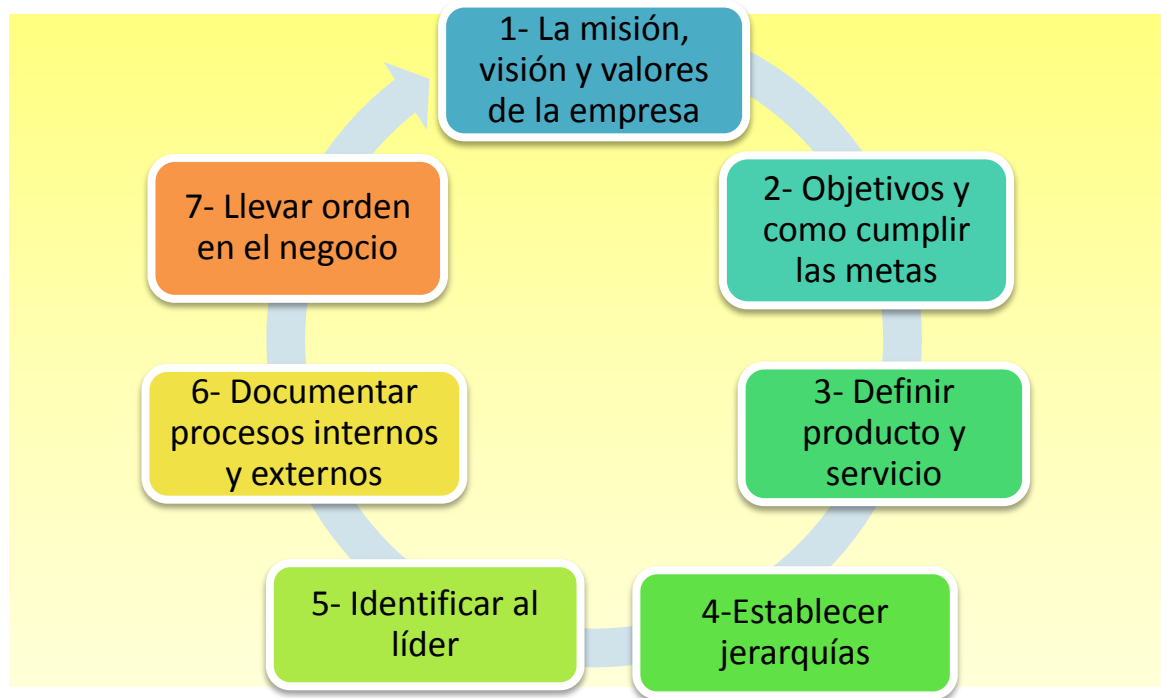 1- La misión,
visión y valores
de la empresa
2- Objetivos y
como cumplir
las metas
3- Definir
producto y
servicio
4-Establecer
jerarquías
5- Identificar al
líder
6- Documentar
procesos internos
y externos
7- Llevar orden
en el negocio